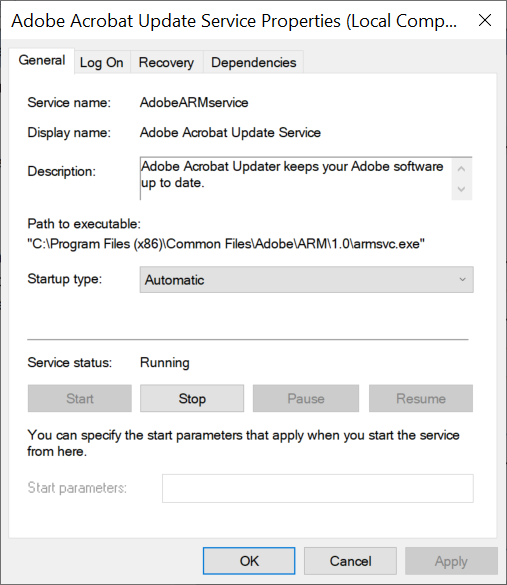 Adobe Acrobat Update Service Properties (Local Comp...
General Log On Recovery Dependencies
Service name: AdobeARMservice
Display name: Adobe Acrobat Update Service
Description: Adobe Acrobat Updater keeps your Adobe software
up to date.
Path to executable:
"C:\Program Files (x86)\Common Files\Adobe\ARM\1.0\armsvc.exe"
Startup type: Automatic
Service status: Running
Start Stop Pause Resume
You can specify the start parameters that apply when you start the service
from here.
Start parameters:
OK Cancel Apply